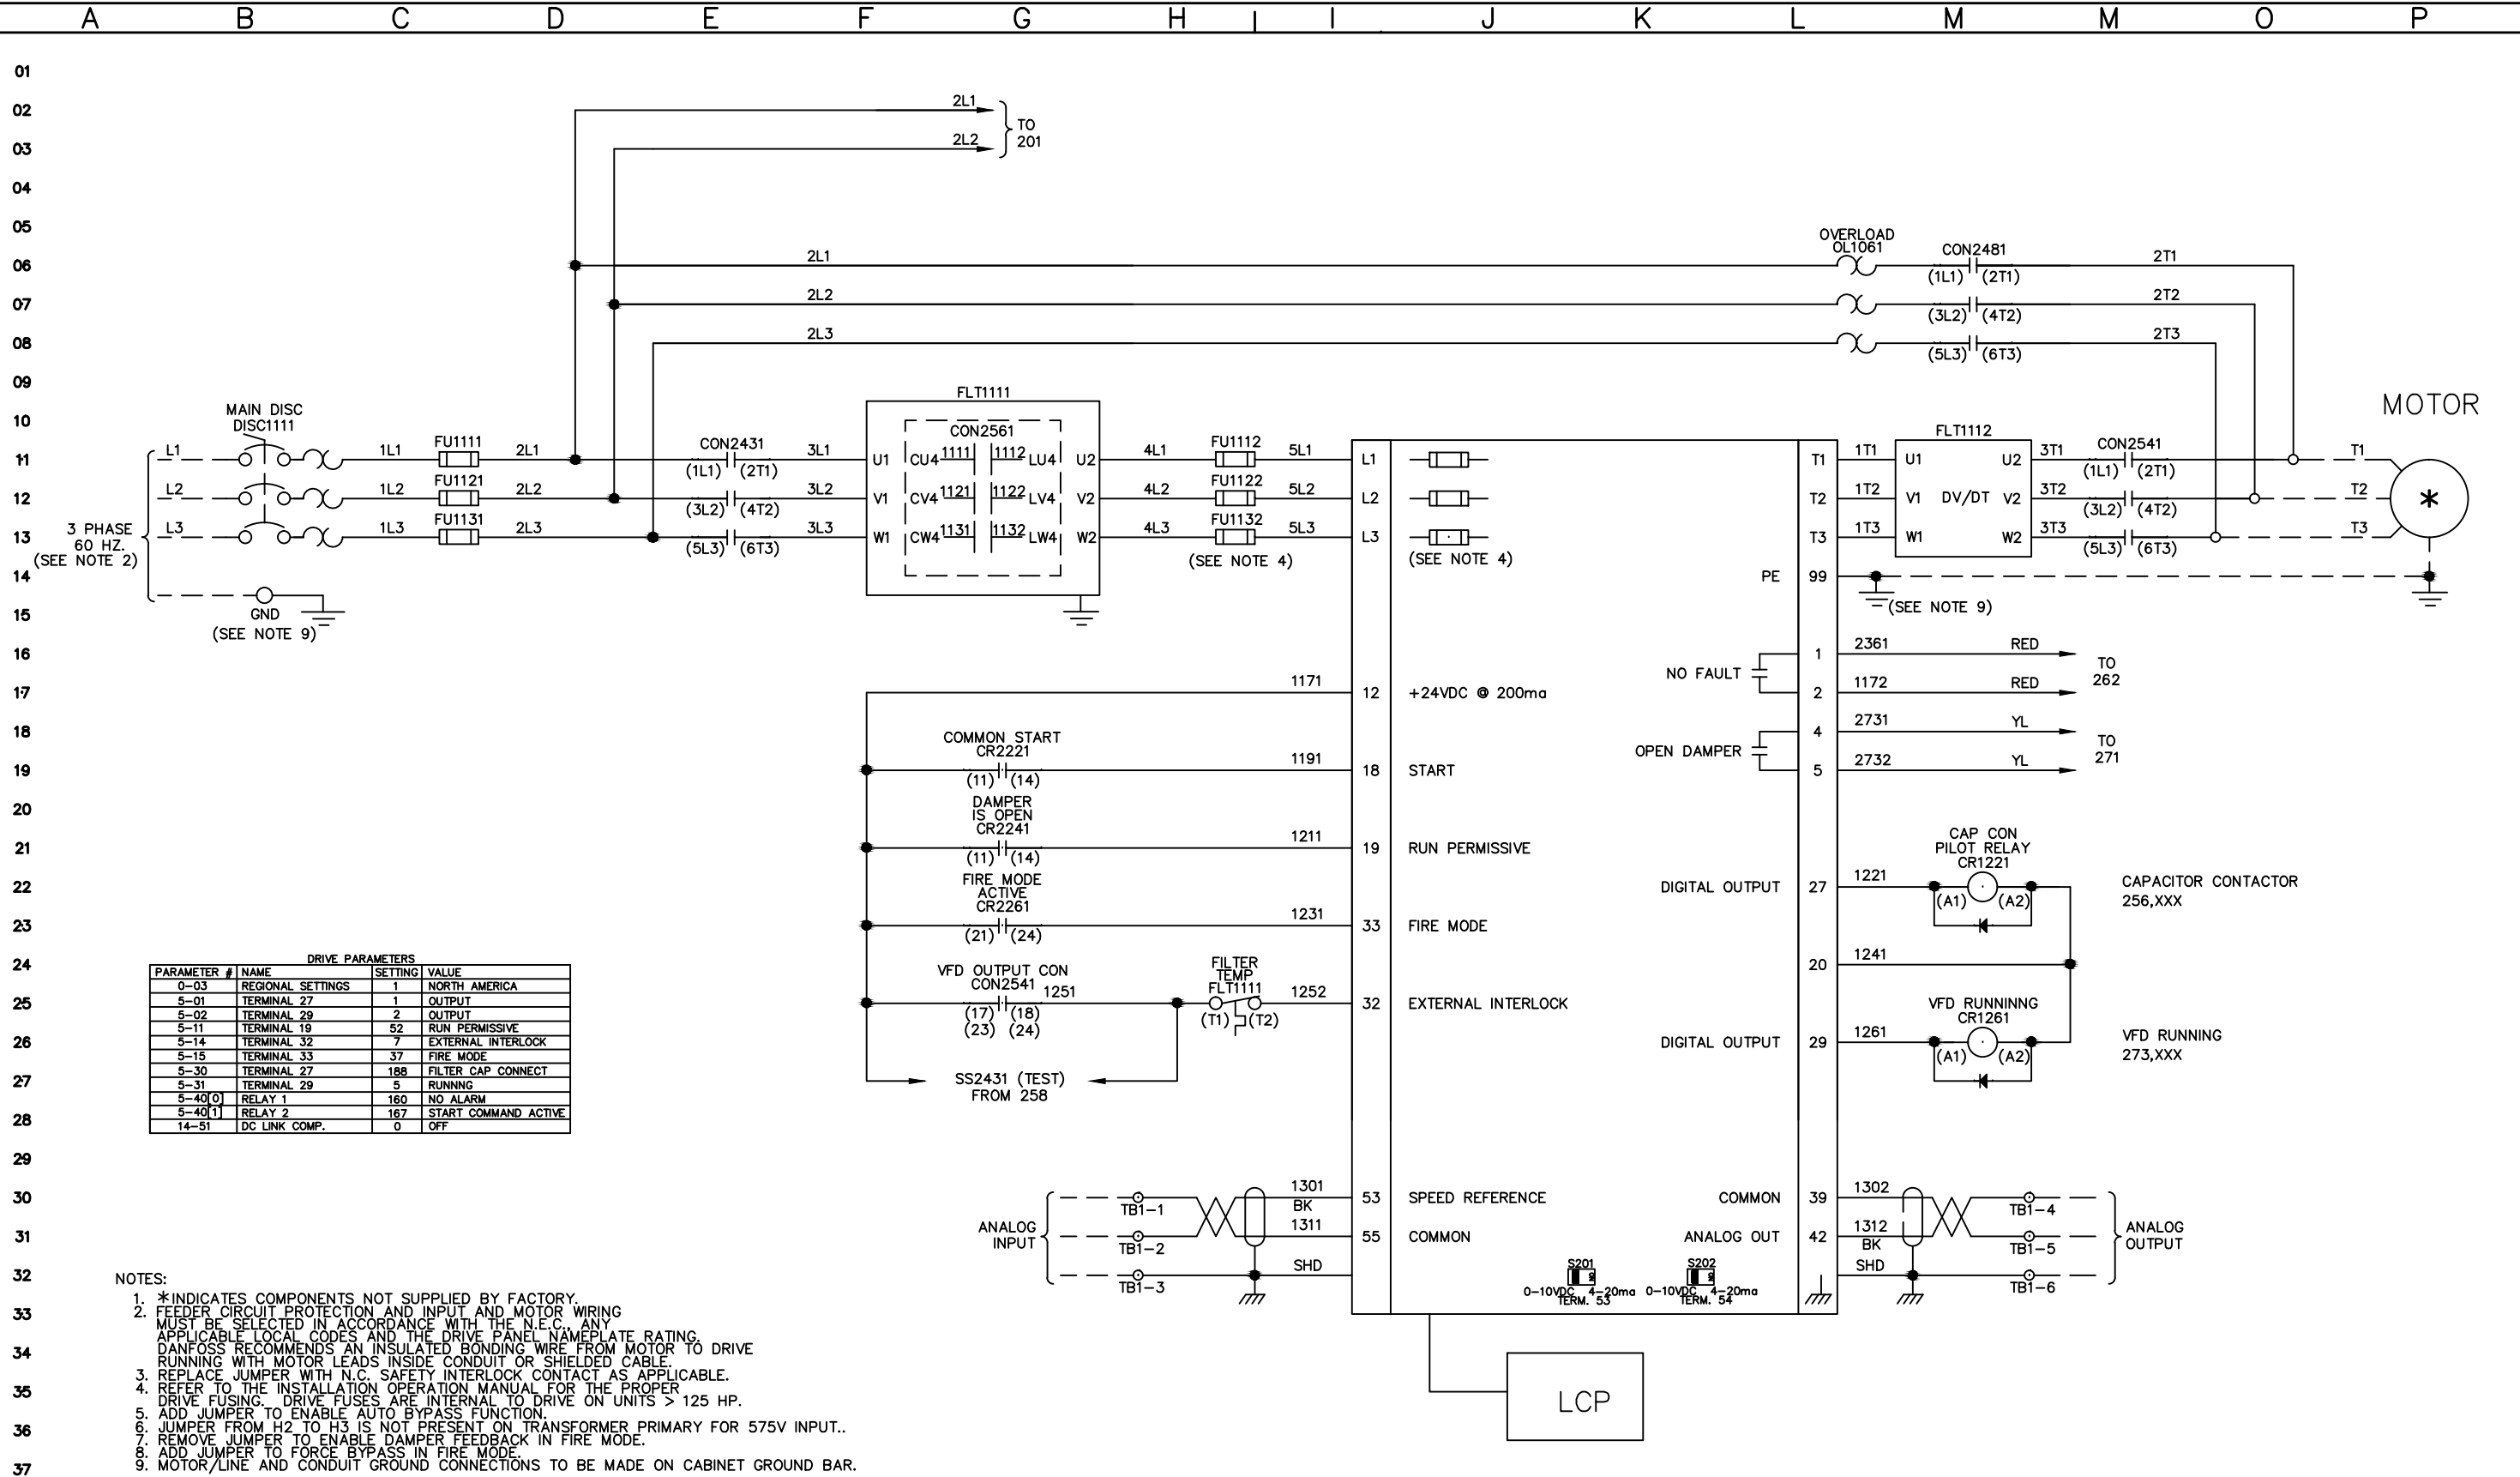 A B C D E F G H I I J K L M M O P
01
02 2L1
TO
201
03 2L2
04
05
OVERLOAD
OL1061
CON2481
06 2L1 2T1
(1L1) (2T1)
07 2L2 2T2
(3L2) (4T2)
08 2L3 2T3
(5L3) (6T3)
09
FLT1111
MOTOR
10
MAIN DISC
DISC1111
CON2561
FLT1112
FU1111 CON2431 FU1112 CON2541
11 L1 1L1 2L1 3L1 U1 CU4 1111 1112 LU4 U2 4L1 5L1 L1 T1 1T1 U1 U2 3T1 T1
(1L1) (2T1) (1L1) (2T1)
FU1121 FU1122
12 L2 1L2 2L2 3L2 V1 CV4 1121 1122 LV4 V2 4L2 5L2 L2 T2 1T2 V1 DV/DT V2 3T2 T2 *
(3L2) (4T2) (3L2) (4T2)
FU1131 FU1132
13 L3 1L3 2L3 3L3 W1 CW4 1131 1132 LW4 W2 4L3 5L3 L3 T3 1T3 W1 W2 3T3 T3
(5L3) (6T3) (5L3) (6T3)
3 PHASE
60 HZ.
(SEE NOTE 2)
(SEE NOTE 4) (SEE NOTE 4)
14 PE 99
15 GND
(SEE NOTE 9) (SEE NOTE 9)
16 1 2361 RED
NO FAULT
TO
262
17 1171 12 +24VDC @ 200ma 2 1172 RED
18 4 2731 YL
COMMON START
CR2221
OPEN DAMPER
TO
271
19 1191 18 START 5 2732 YL
(11) (14)
20
DAMPER
IS OPEN
CR2241
21 1211 19 RUN PERMISSIVE
(11) (14)
CAP CON
PILOT RELAY
CR1221
FIRE MODE
ACTIVE
CR2261
22 DIGITAL OUTPUT 27 1221
(A1) (A2)
CAPACITOR CONTACTOR
256,XXX
23 1231 33 FIRE MODE
(21) (24)
24 20 1241
VFD OUTPUT CON
CON2541
FILTER
TEMP
FLT1111
25 1251 1252 32 EXTERNAL INTERLOCK
(17) (18)
(23) (24)
(T1) (T2)
VFD RUNNINNG
CR1261
26 DIGITAL OUTPUT 29 1261
(A1) (A2)
VFD RUNNING
273,XXX
27 SS2431 (TEST)
FROM 258
28
29
DRIVE PARAMETERS
PARAMETER # NAME SETTING VALUE
0-03 REGIONAL SETTINGS 1 NORTH AMERICA
5-01 TERMINAL 27 1 OUTPUT
5-02 TERMINAL 29 2 OUTPUT
5-11 TERMINAL 19 52 RUN PERMISSIVE
5-14 TERMINAL 32 7 EXTERNAL INTERLOCK
5-15 TERMINAL 33 37 FIRE MODE
5-30 TERMINAL 27 188 FILTER CAP CONNECT
5-31 TERMINAL 29 5 RUNNNG
5-40[0] RELAY 1 160 NO ALARM
5-40[1] RELAY 2 167 START COMMAND ACTIVE
14-51 DC LINK COMP. 0 OFF
30 1301 53 SPEED REFERENCE COMMON 39 1302
TB1-1 BK TB1-4
ANALOG
INPUT
ANALOG
OUTPUT
31 1311 55 COMMON ANALOG OUT 42 1312
TB1-2 BK TB1-5
32 SHD SHD
TB1-3 TB1-6
S201 S202
0-10VDC 4-20ma 0-10VDC 4-20ma
TERM. 53 TERM. 54
33
34
35
36
37
LCP
NOTES:
1. *INDICATES COMPONENTS NOT SUPPLIED BY FACTORY.
2. FEEDER CIRCUIT PROTECTION AND INPUT AND MOTOR WIRING
MUST BE SELECTED IN ACCORDANCE WITH THE N.E.C., ANY
APPLICABLE LOCAL CODES AND THE DRIVE PANEL NAMEPLATE RATING.
DANFOSS RECOMMENDS AN INSULATED BONDING WIRE FROM MOTOR TO DRIVE
RUNNING WITH MOTOR LEADS INSIDE CONDUIT OR SHIELDED CABLE.
3. REPLACE JUMPER WITH N.C. SAFETY INTERLOCK CONTACT AS APPLICABLE.
4. REFER TO THE INSTALLATION OPERATION MANUAL FOR THE PROPER
DRIVE FUSING. DRIVE FUSES ARE INTERNAL TO DRIVE ON UNITS > 125 HP.
5. ADD JUMPER TO ENABLE AUTO BYPASS FUNCTION.
6. JUMPER FROM H2 TO H3 IS NOT PRESENT ON TRANSFORMER PRIMARY FOR 575V INPUT..
7. REMOVE JUMPER TO ENABLE DAMPER FEEDBACK IN FIRE MODE.
8. ADD JUMPER TO FORCE BYPASS IN FIRE MODE.
9. MOTOR/LINE AND CONDUIT GROUND CONNECTIONS TO BE MADE ON CABINET GROUND BAR.